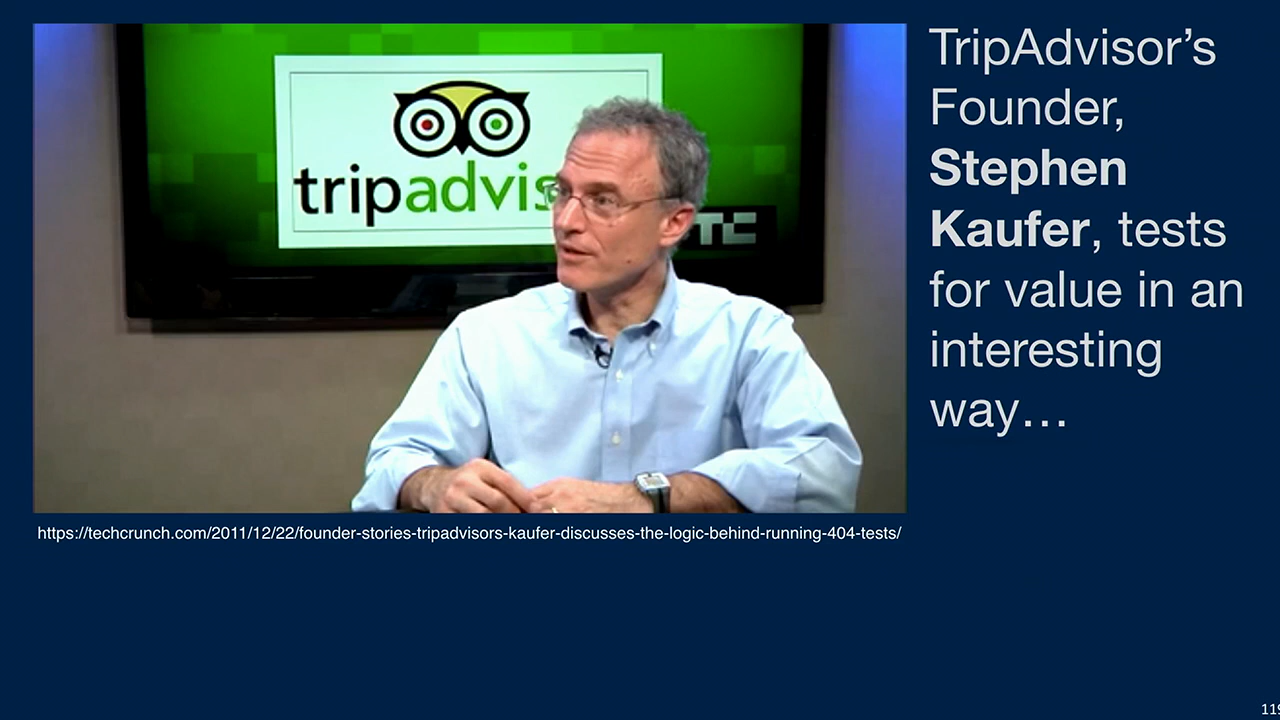 tripadvis
TC
TripAdvisor’s
Founder,
Stephen
Kaufer, tests
for value in an
interesting
way…
https://techcrunch.com/2011/12/22/founder-stories-tripadvisors-kaufer-discusses-the-logic-behind-running-404-tests/